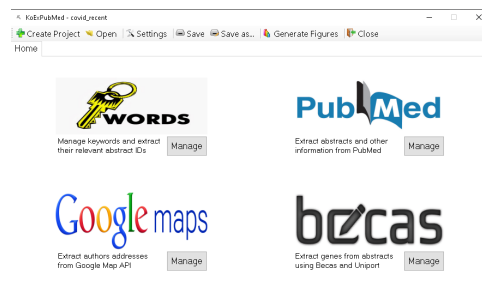 KoExPubMed - covid_recent
Create Project Open Settings Save Save as... Generate Figures Close
Home
WORDS
Manage keywords and extract
their relevant abstract IDs
Manage
PubMed
Extract abstracts and other
information from PubMed
Manage
Google maps
Extract authors addresses
from Google Map API
Manage
becas
Extract genes from abstracts
using Becas and Uniport
Manage